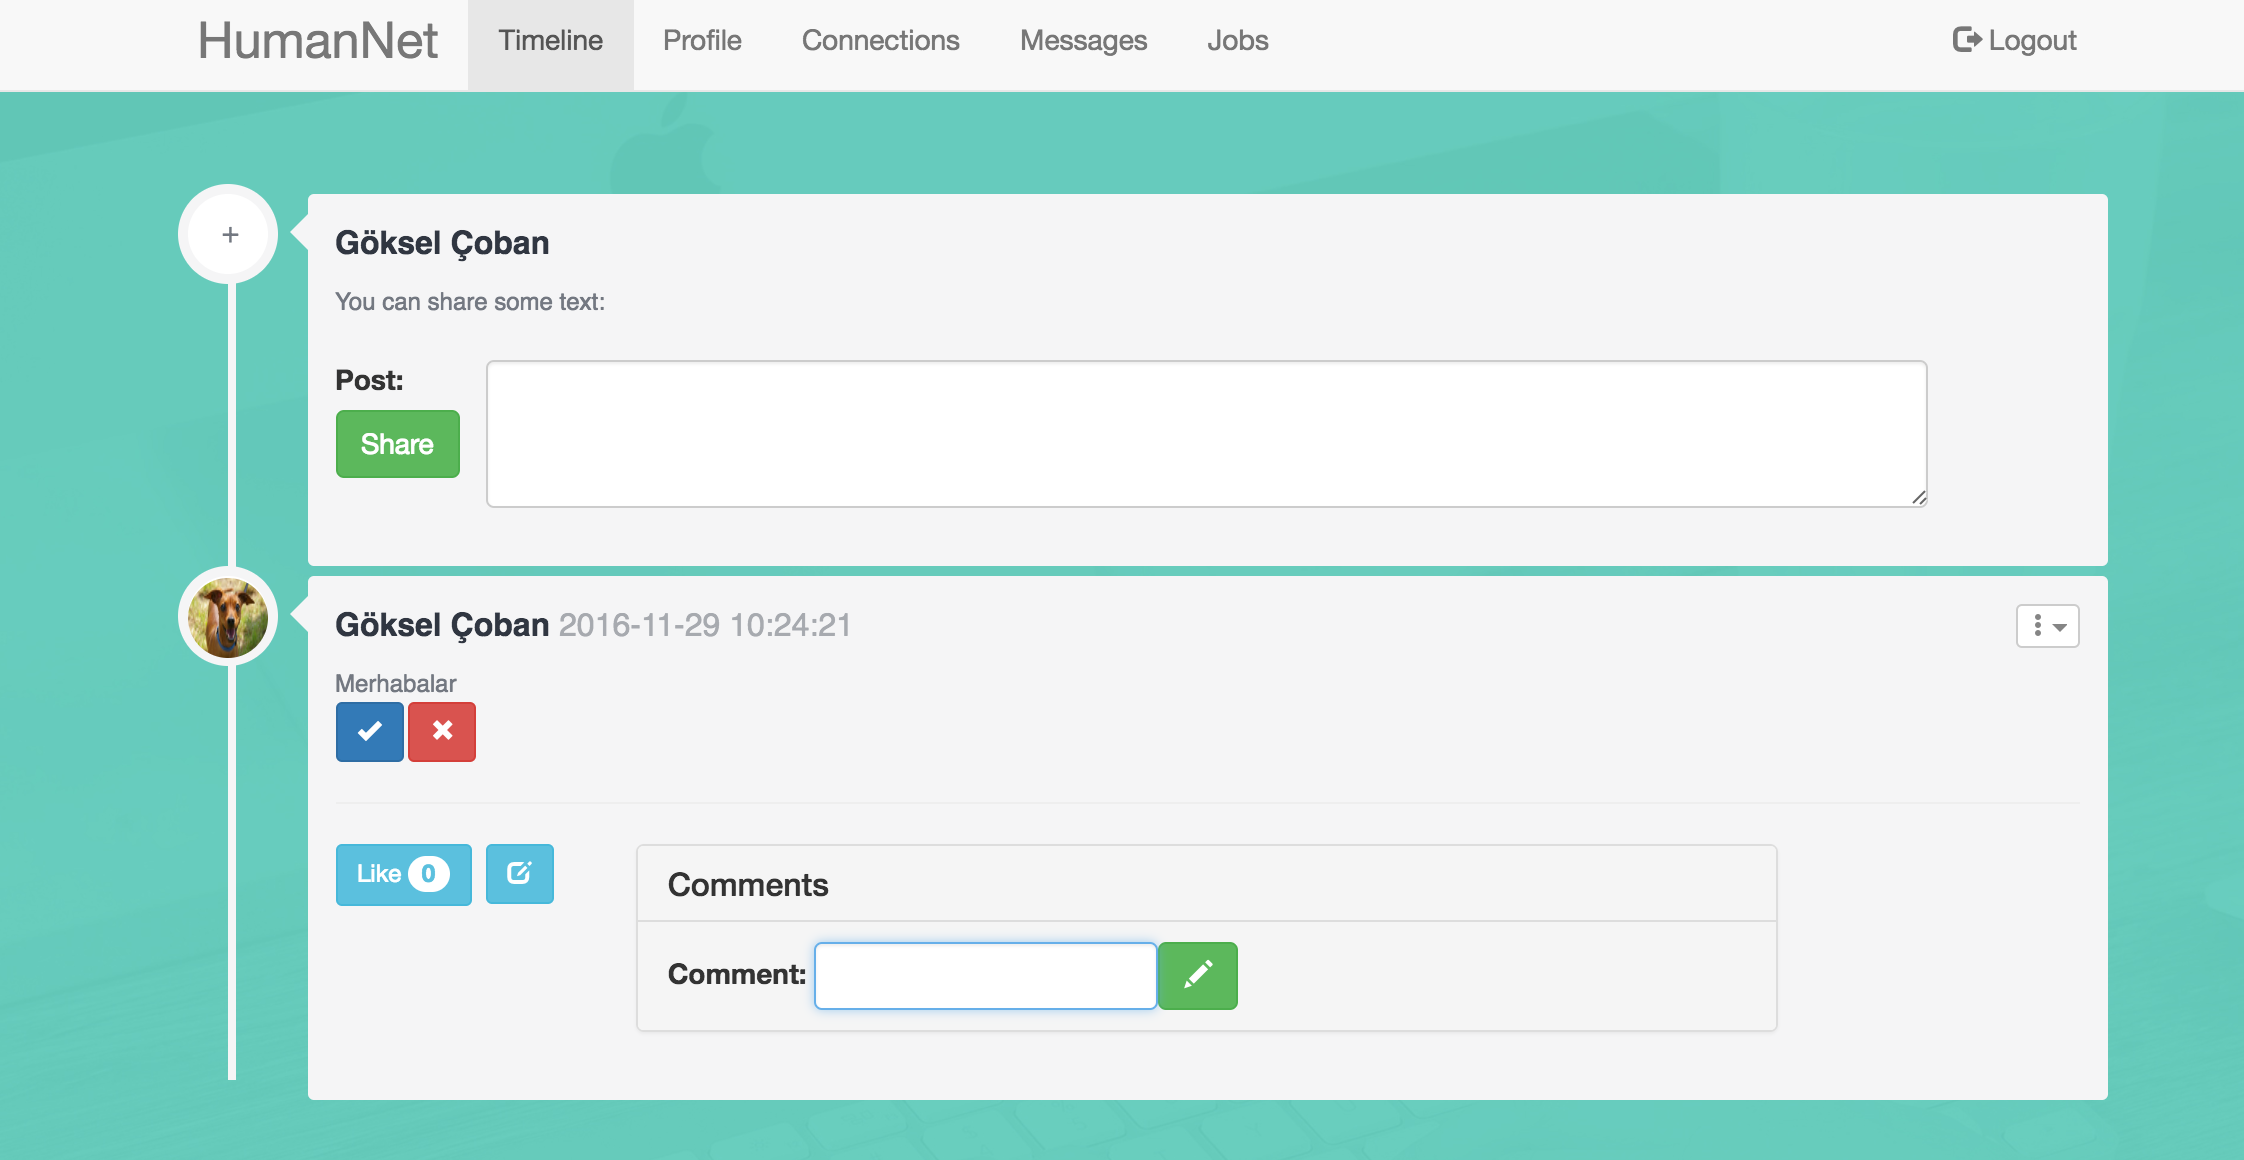 HumanNet Timeline Profile Connections Messages Jobs Logout
Göksel Çoban
You can share some text:
Post:
Share
Göksel Çoban 2016-11-29 10:24:21
Merhabalar
Like 0
Comments
Comment: